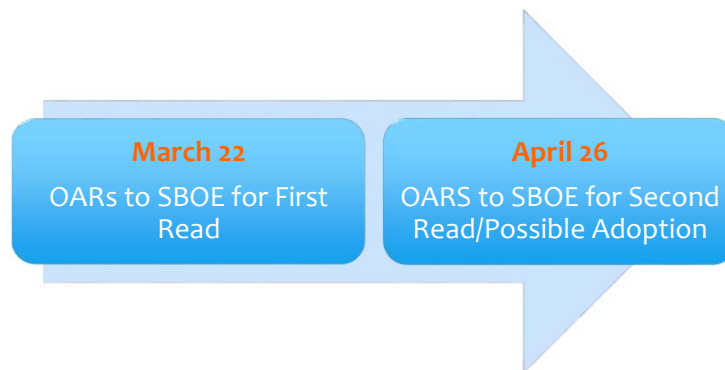 March 22
OARs to SBOE for First
Read
April 26
OARS to SBOE for Second
Read/Possible Adoption